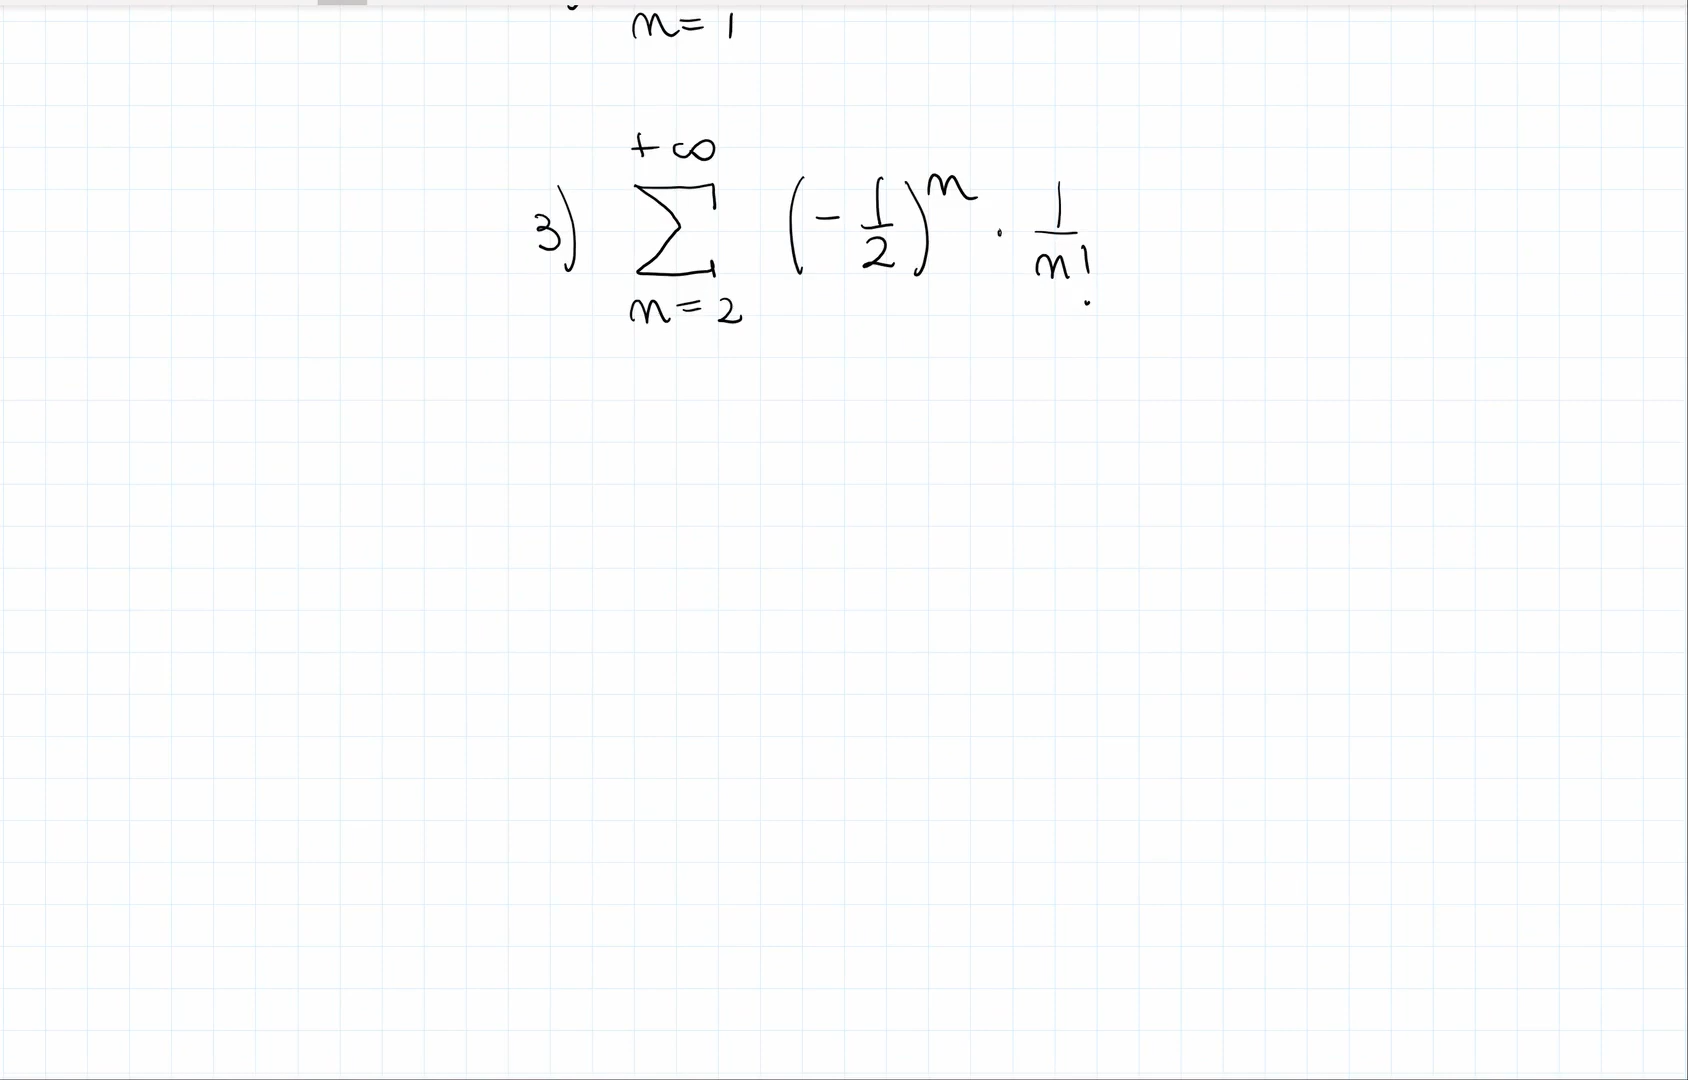 n=1
3) +∞ ∑ n=2 (-1/2)^n · 1/n!